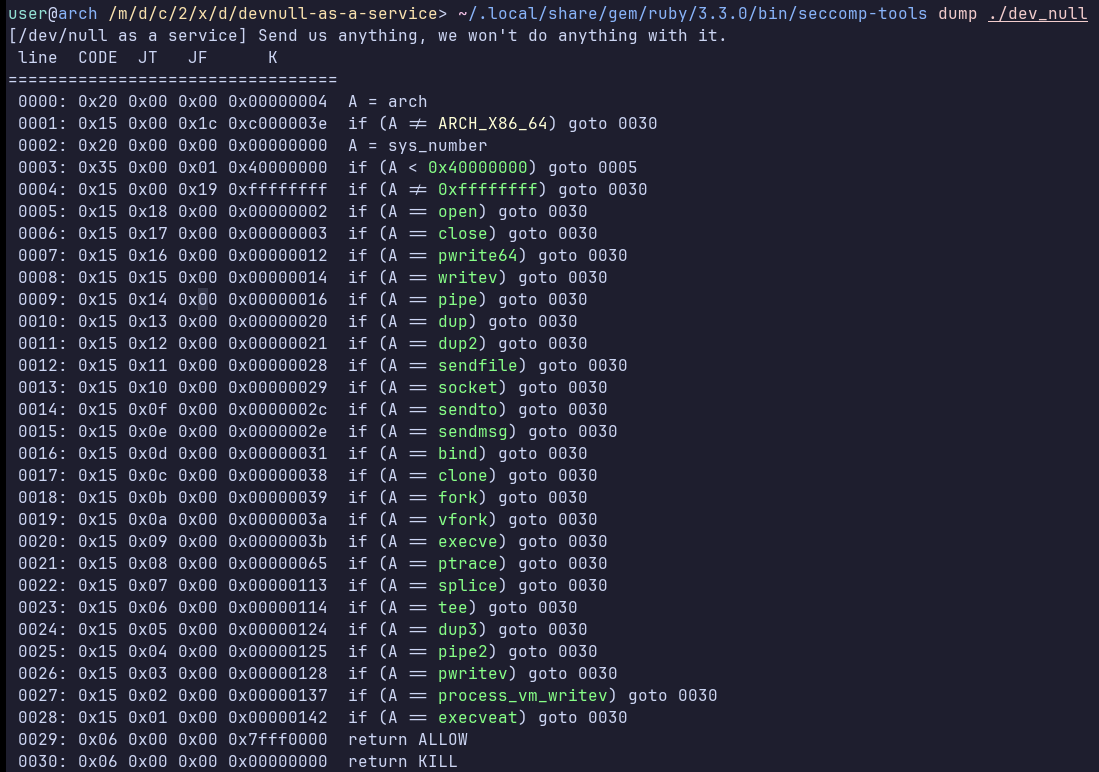 user@arch /m/d/c/2/x/d/devnull-as-a-service> ~/.local/share/gem/ruby/3.3.0/bin/seccomp-tools dump ./dev_null
[/dev/null as a service] Send us anything, we won't do anything with it.
 line  CODE  JT   JF      K
=================================
 0000: 0x20 0x00 0x00 0x00000004  A = arch
 0001: 0x15 0x00 0x1c 0xc000003e  if (A != ARCH_X86_64) goto 0030
 0002: 0x20 0x00 0x00 0x00000000  A = sys_number
 0003: 0x35 0x00 0x01 0x40000000  if (A < 0x40000000) goto 0005
 0004: 0x15 0x00 0x19 0xffffffff  if (A != 0xffffffff) goto 0030
 0005: 0x15 0x18 0x00 0x00000002  if (A == open) goto 0030
 0006: 0x15 0x17 0x00 0x00000003  if (A == close) goto 0030
 0007: 0x15 0x16 0x00 0x00000012  if (A == pwrite64) goto 0030
 0008: 0x15 0x15 0x00 0x00000014  if (A == writev) goto 0030
 0009: 0x15 0x14 0x00 0x00000016  if (A == pipe) goto 0030
 0010: 0x15 0x13 0x00 0x00000020  if (A == dup) goto 0030
 0011: 0x15 0x12 0x00 0x00000021  if (A == dup2) goto 0030
 0012: 0x15 0x11 0x00 0x00000028  if (A == sendfile) goto 0030
 0013: 0x15 0x10 0x00 0x00000029  if (A == socket) goto 0030
 0014: 0x15 0x0f 0x00 0x0000002c  if (A == sendto) goto 0030
 0015: 0x15 0x0e 0x00 0x0000002e  if (A == sendmsg) goto 0030
 0016: 0x15 0x0d 0x00 0x00000031  if (A == bind) goto 0030
 0017: 0x15 0x0c 0x00 0x00000038  if (A == clone) goto 0030
 0018: 0x15 0x0b 0x00 0x00000039  if (A == fork) goto 0030
 0019: 0x15 0x0a 0x00 0x0000003a  if (A == vfork) goto 0030
 0020: 0x15 0x09 0x00 0x0000003b  if (A == execve) goto 0030
 0021: 0x15 0x08 0x00 0x00000065  if (A == ptrace) goto 0030
 0022: 0x15 0x07 0x00 0x00000113  if (A == splice) goto 0030
 0023: 0x15 0x06 0x00 0x00000114  if (A == tee) goto 0030
 0024: 0x15 0x05 0x00 0x00000124  if (A == dup3) goto 0030
 0025: 0x15 0x04 0x00 0x00000125  if (A == pipe2) goto 0030
 0026: 0x15 0x03 0x00 0x00000128  if (A == pwritev) goto 0030
 0027: 0x15 0x02 0x00 0x00000137  if (A == process_vm_writev) goto 0030
 0028: 0x15 0x01 0x00 0x00000142  if (A == execveat) goto 0030
 0029: 0x06 0x00 0x00 0x7fff0000  return ALLOW
 0030: 0x06 0x00 0x00 0x00000000  return KILL